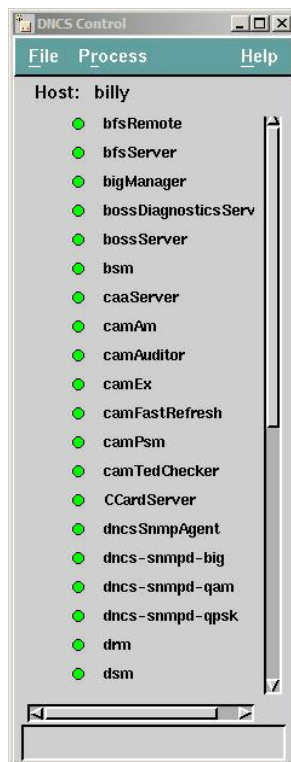 DNCS Control
File Process Help
Host: billy
bfsRemote
bfsServer
bigManager
bossDiagnosticsServ
bossServer
bsm
caaServer
camAm
camAuditor
camEx
camFastRefresh
camPsm
camTedChecker
CCardServer
dncsSnmpAgent
dncs-snmpd-big
dncs-snmpd-qam
dncs-snmpd-qpsk
drm
dsm